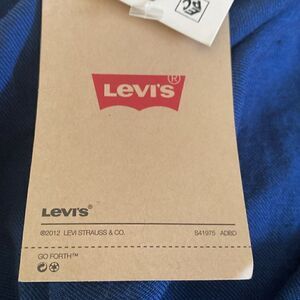 LEVI'S®
LEVI'S®
©2012 LEVI STRAUSS & CO. S41975 ADBD
GO FORTH™